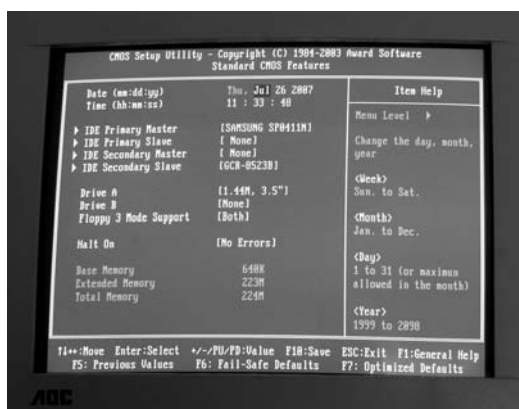 CMOS Setup Utility - Copyright (C) 1984-2003 Award Software
Standard CMOS Features
Date (mm:dd:yy) Thu, Jul 26 2007
Time (hh:mm:ss) 11 : 33 : 48
IDE Primary Master [SAMSUNG SP0411N]
IDE Primary Slave [ None]
IDE Secondary Master [ None]
IDE Secondary Slave [GCR-8523B]
Drive A [1.44M, 3.5"]
Drive B [None]
Floppy 3 Mode Support [Both]
Halt On [No Errors]
Base Memory 640K
Extended Memory 223M
Total Memory 224M
Item Help
Menu Level
Change the day, month,
year
<Week>
Sun. to Sat.
<Month>
Jan. to Dec.
<Day>
1 to 31 (or maximum
allowed in the month)
<Year>
1999 to 2098
↑↓→←:Move Enter:Select +/-/PU/PD:Value F10:Save ESC:Exit F1:General Help
F5: Previous Values F6: Fail-Safe Defaults F7: Optimized Defaults
AOC